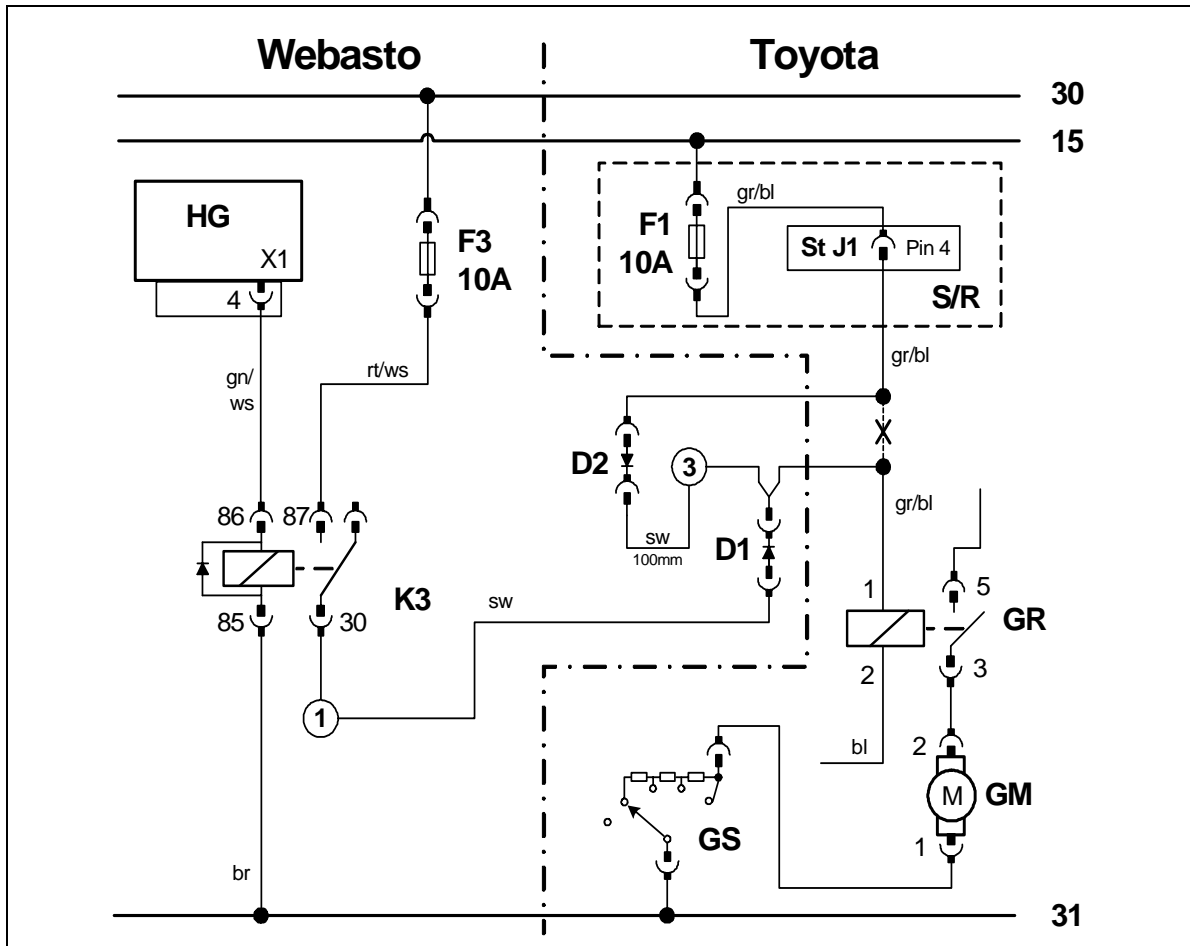 Webasto
Toyota
30
15
HG
X1
4
F3
10A
F1
10A
gr/bl
St J1
Pin 4
S/R
gn/
ws
rt/ws
gr/bl
D2
3
sw
100mm
D1
gr/bl
86
87
85
30
K3
sw
1
1
5
GR
2
3
bl
2
M
GM
1
GS
br
31